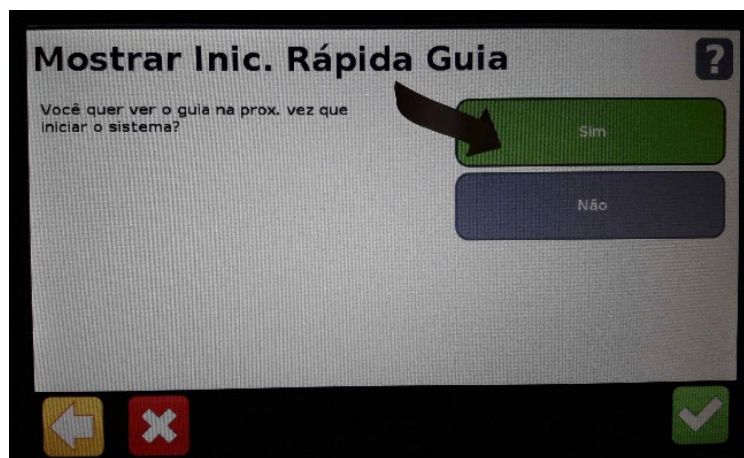 Mostrar Inic. Rápida Guia
?
Você quer ver o guia na prox. vez que
iniciar o sistema?
Sim
Não